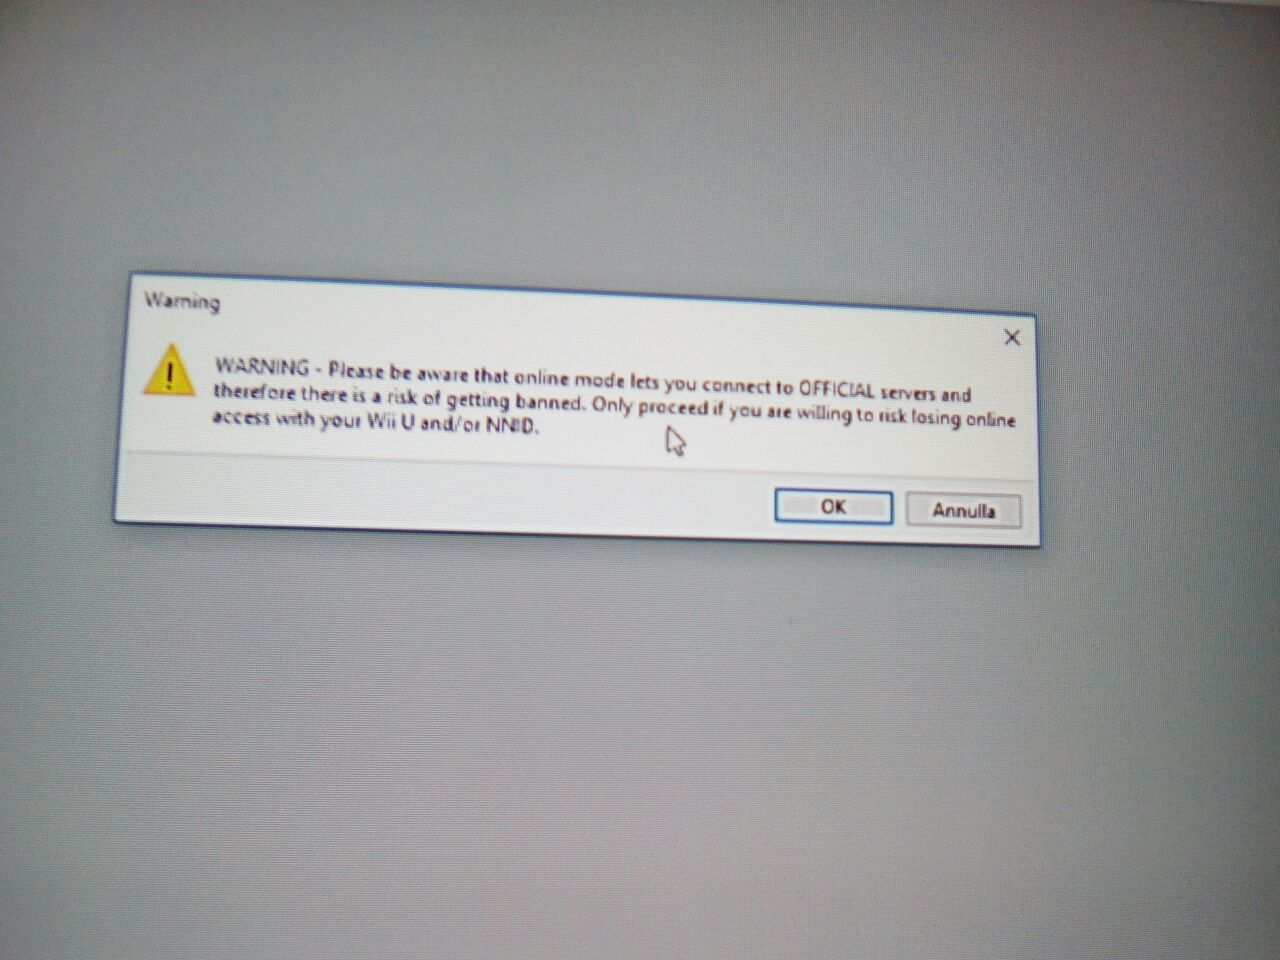 Warning
WARNING - Please be aware that online mode lets you connect to OFFICIAL servers and
therefore there is a risk of getting banned. Only proceed if you are willing to risk losing online
access with your Wii U and/or NNID.
OK
Annulla